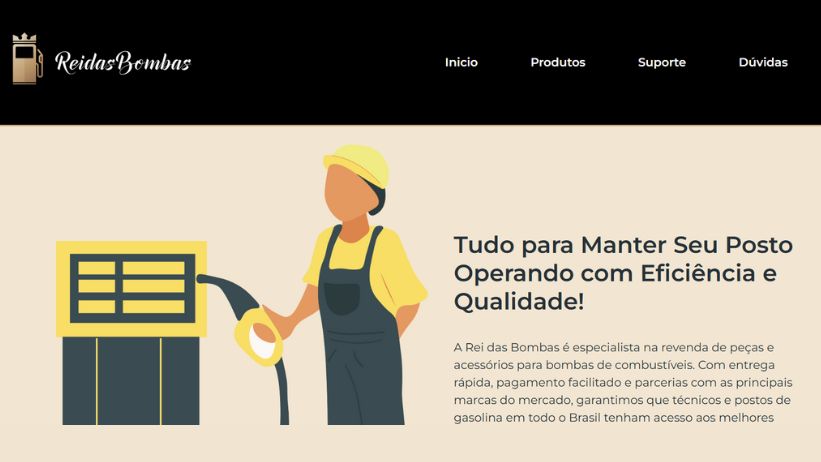 ReidasBombas
Inicio
Produtos
Suporte
Dúvidas
Tudo para Manter Seu Posto
Operando com Eficiência e
Qualidade!
A Rei das Bombas é especialista na revenda de peças e
acessórios para bombas de combustíveis. Com entrega
rápida, pagamento facilitado e parcerias com as principais
marcas do mercado, garantimos que técnicos e postos de
gasolina em todo o Brasil tenham acesso aos melhores